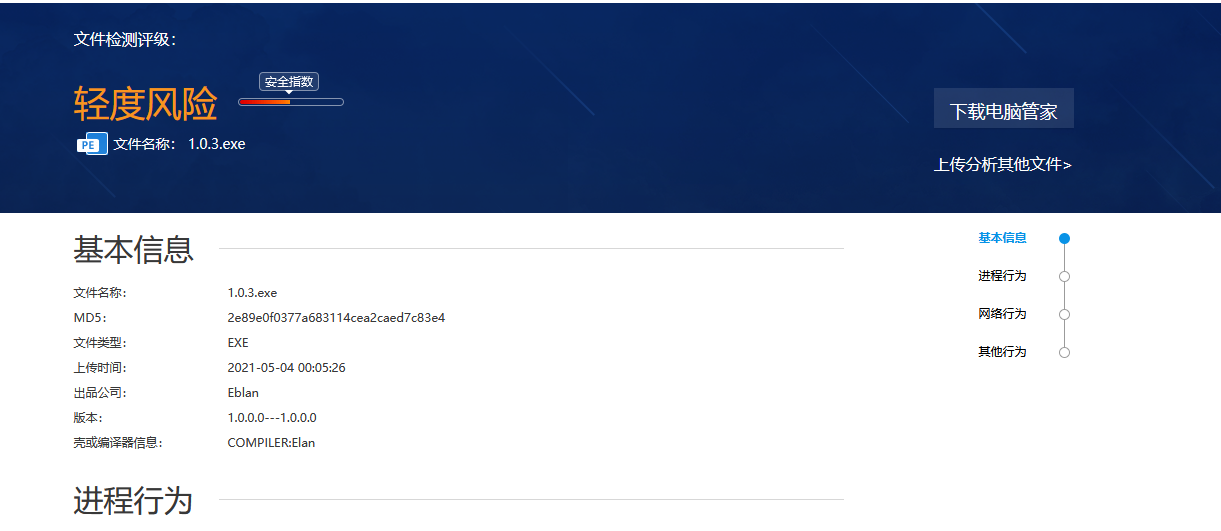 文件检测评级：
安全指数
轻度风险
下载电脑管家
PE 文件名称： 1.0.3.exe
上传分析其他文件>
基本信息
基本信息
进程行为
网络行为
其他行为
文件名称： 1.0.3.exe
MD5： 2e89e0f0377a683114cea2caed7c83e4
文件类型： EXE
上传时间： 2021-05-04 00:05:26
出品公司： Eblan
版本： 1.0.0.0---1.0.0.0
壳或编译器信息： COMPILER:Elan
进程行为